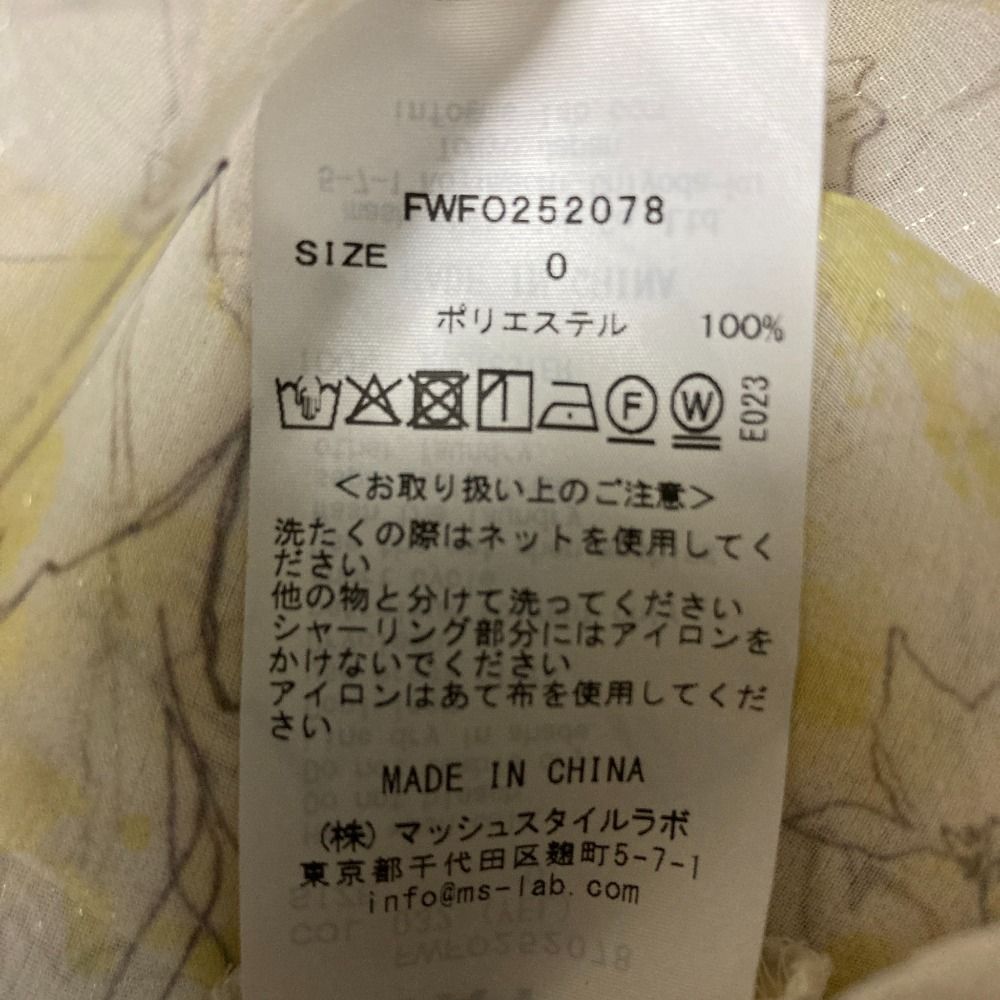 FWFO252078
SIZE 0
ポリエステル 100%
F W E023
<お取り扱い上のご注意>
洗たくの際はネットを使用してく
ださい
他の物と分けて洗ってください
シャーリング部分にはアイロンを
かけないでください
アイロンはあて布を使用してくだ
さい
MADE IN CHINA
(株)マッシュスタイルラボ
東京都千代田区麹町5-7-1
info@ms-lab.com